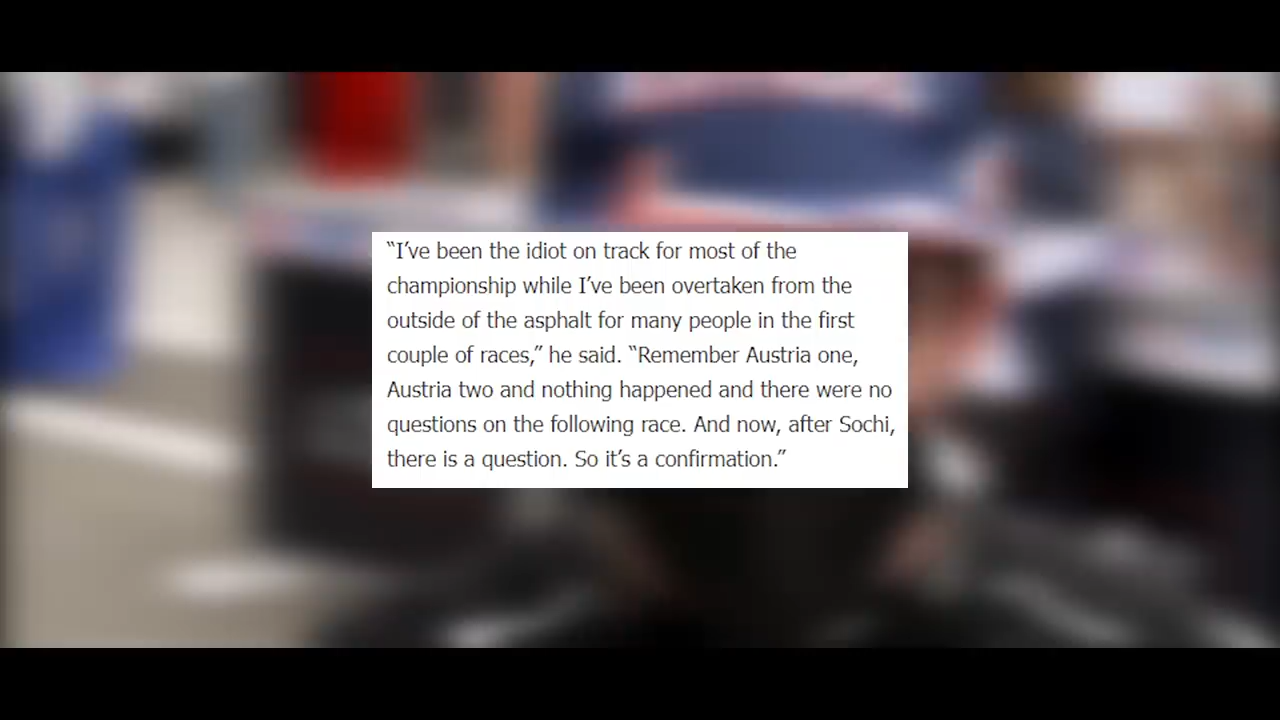 “I’ve been the idiot on track for most of the
championship while I’ve been overtaken from the
outside of the asphalt for many people in the first
couple of races,” he said. “Remember Austria one,
Austria two and nothing happened and there were no
questions on the following race. And now, after Sochi,
there is a question. So it’s a confirmation.”